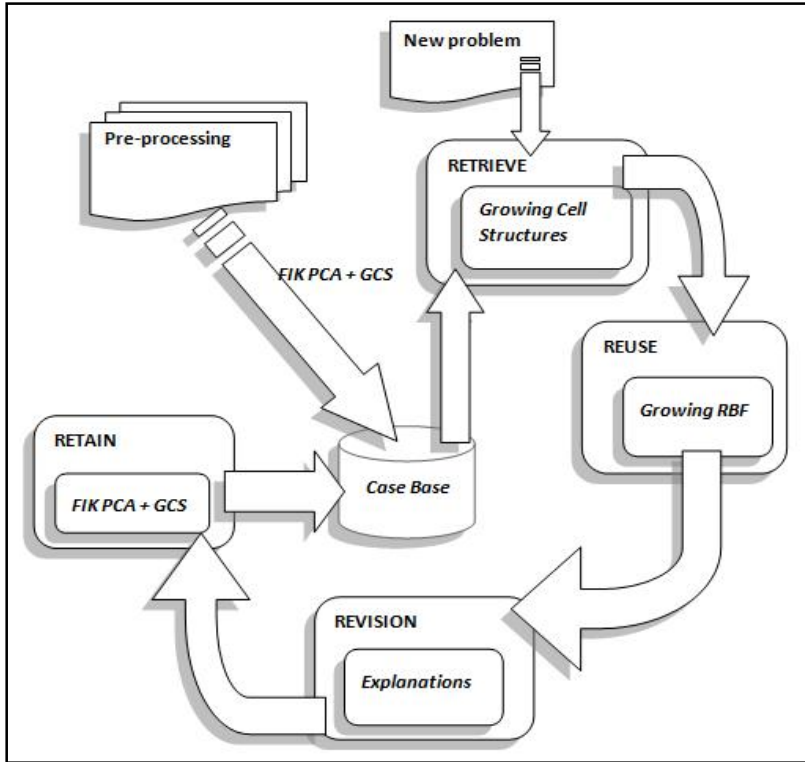 New problem
Pre-processing
RETRIEVE
Growing Cell
Structures
FIK PCA + GCS
REUSE
Growing RBF
RETAIN
FIK PCA + GCS
Case Base
REVISION
Explanations